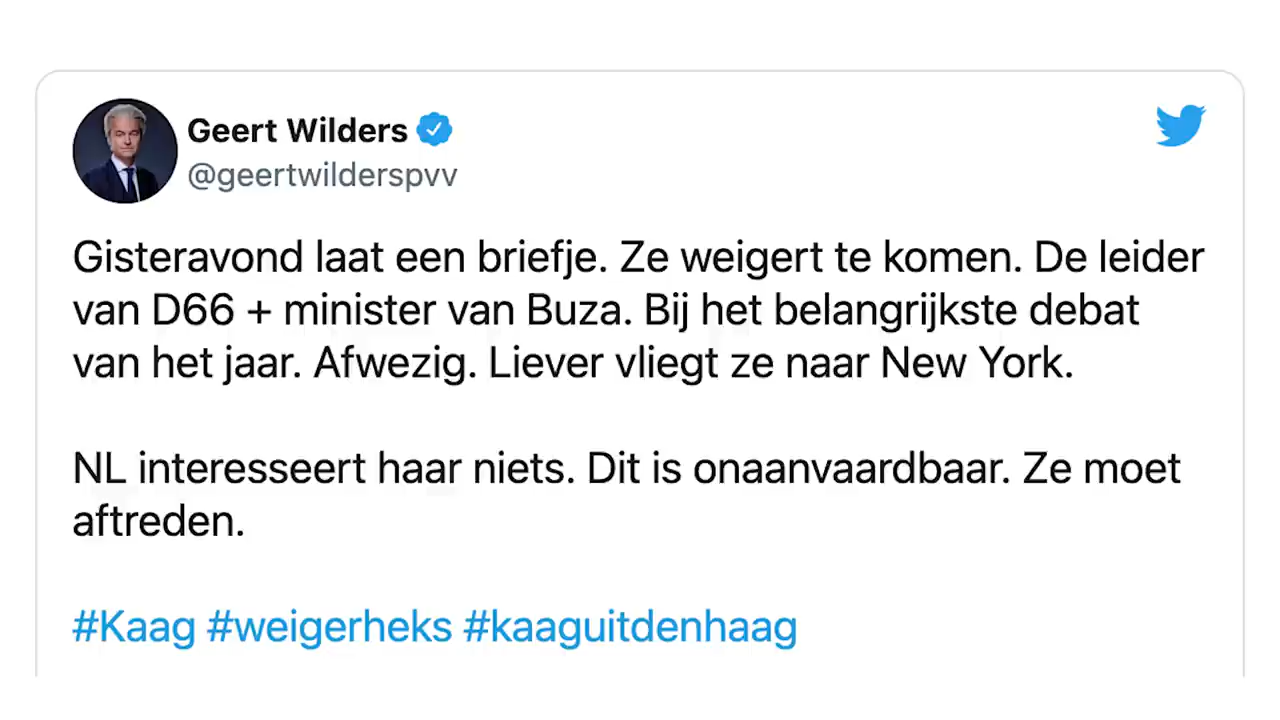 Geert Wilders
@geertwilderspvv
Gisteravond laat een briefje. Ze weigert te komen. De leider
van D66 + minister van Buza. Bij het belangrijkste debat
van het jaar. Afwezig. Liever vliegt ze naar New York.
NL interesseert haar niets. Dit is onaanvaardbaar. Ze moet
aftreden.
#Kaag #weigerheks #kaaguitdenhaag